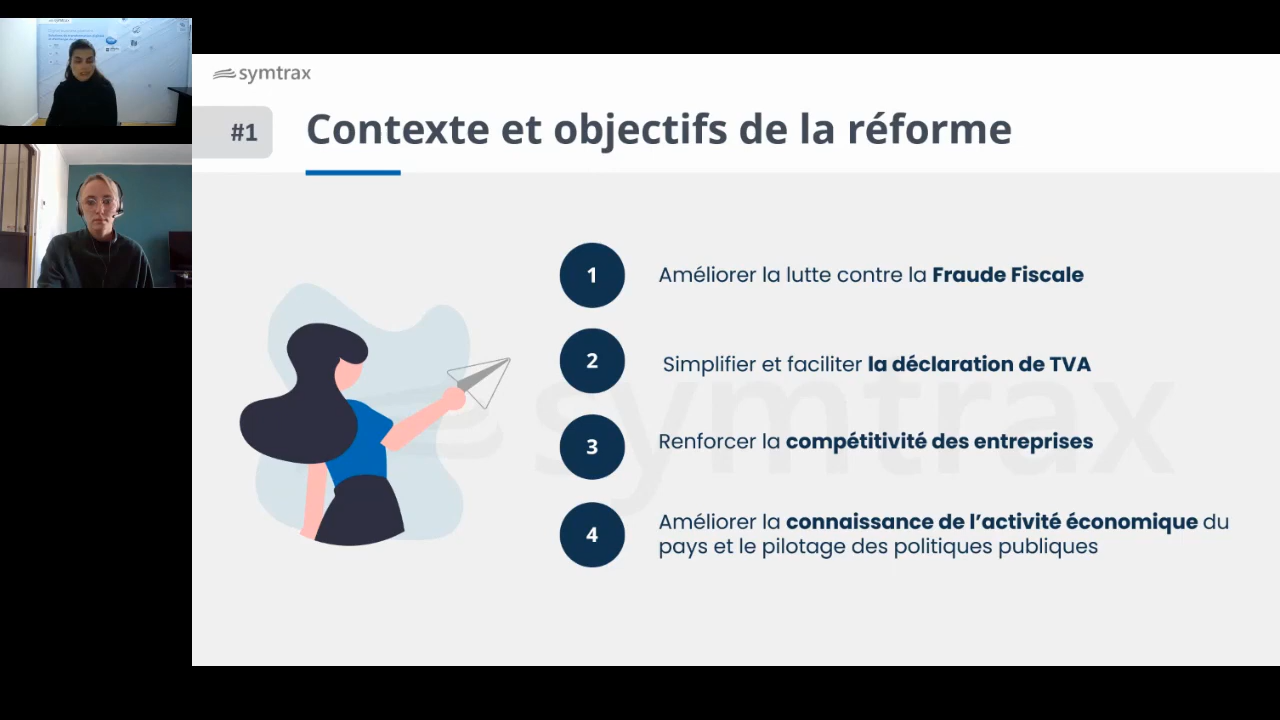 symtrax
#1
Contexte et objectifs de la réforme
1
Améliorer la lutte contre la Fraude Fiscale
2
Simplifier et faciliter la déclaration de TVA
3
Renforcer la compétitivité des entreprises
4
Améliorer la connaissance de l'activité économique du
pays et le pilotage des politiques publiques
symtrax